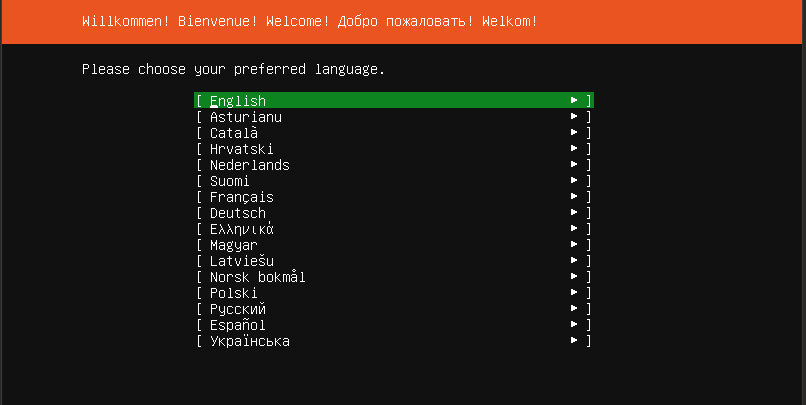 Willkommen! Bienvenue! Welcome! Добро пожаловать! Welkom!
Please choose your preferred language.
[ English ► ]
[ Asturianu ► ]
[ Català ► ]
[ Hrvatski ► ]
[ Nederlands ► ]
[ Suomi ► ]
[ Français ► ]
[ Deutsch ► ]
[ Ελληνικά ► ]
[ Magyar ► ]
[ Latviešu ► ]
[ Norsk bokmål ► ]
[ Polski ► ]
[ Русский ► ]
[ Español ► ]
[ Українська ► ]